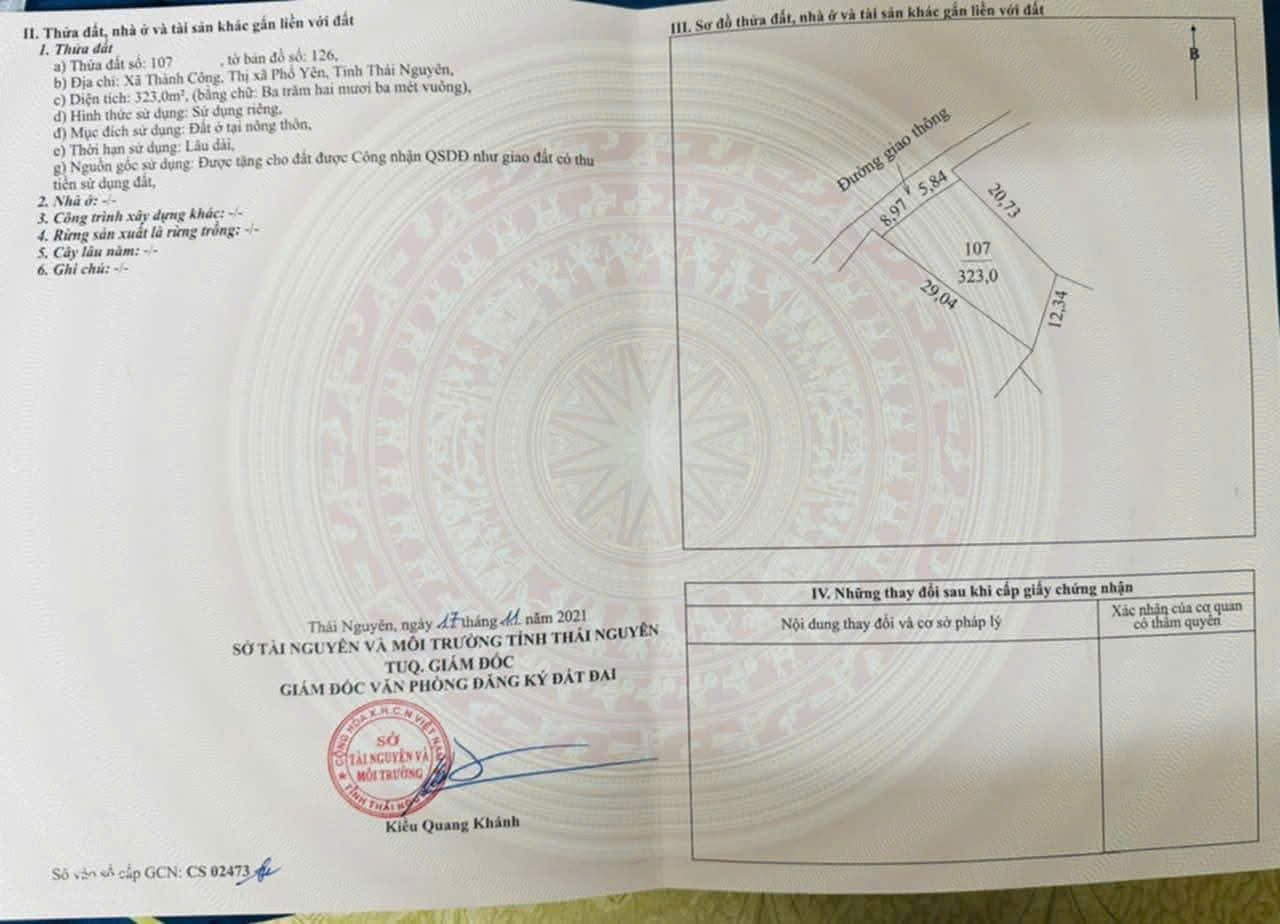 II. Thửa đất, nhà ở và tài sản khác gắn liền với đất
1. Thửa đất
a) Thửa đất số: 107 , tờ bản đồ số: 126,
b) Địa chỉ: Xã Thành Công, Thị xã Phổ Yên, Tỉnh Thái Nguyên,
c) Diện tích: 323,0m², (bằng chữ: Ba trăm hai mươi ba mét vuông),
d) Hình thức sử dụng: Sử dụng riêng,
đ) Mục đích sử dụng: Đất ở tại nông thôn,
e) Thời hạn sử dụng: Lâu dài,
g) Nguồn gốc sử dụng: Được tặng cho đất được Công nhận QSDĐ như giao đất có thu
tiền sử dụng đất,
2. Nhà ở: -/-
3. Công trình xây dựng khác: -/-
4. Rừng sản xuất là rừng trồng: -/-
5. Cây lâu năm: -/-
6. Ghi chú: -/-
Thái Nguyên, ngày 17 tháng 11 năm 2021
SỞ TÀI NGUYÊN VÀ MÔI TRƯỜNG TỈNH THÁI NGUYÊN
TUQ. GIÁM ĐỐC
GIÁM ĐỐC VĂN PHÒNG ĐĂNG KÝ ĐẤT ĐAI
CỘNG HÒA X.H.C.N VIỆT NAM
SỞ
TÀI NGUYÊN VÀ
MÔI TRƯỜNG
TỈNH THÁI
Kiều Quang Khánh
Số vào sổ cấp GCN: CS 02473
III. Sơ đồ thửa đất, nhà ở và tài sản khác gắn liền với đất
B
Đường giao thông
8,97
5,84
20,73
107
323,0
29,04
12,34
IV. Những thay đổi sau khi cấp giấy chứng nhận
Nội dung thay đổi và cơ sở pháp lý
Xác nhận của cơ quan
có thẩm quyền